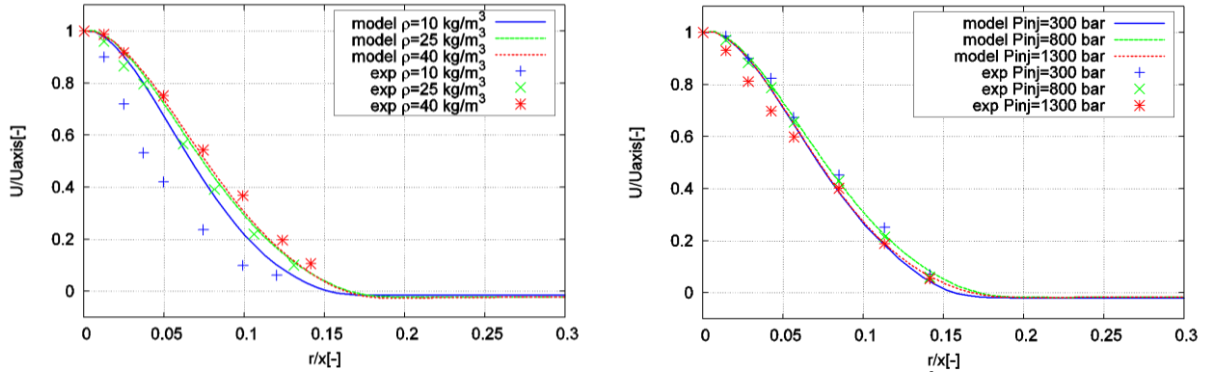 model ρ=10 kg/m³
model ρ=25 kg/m³
model ρ=40 kg/m³
exp ρ=10 kg/m³
exp ρ=25 kg/m³
exp ρ=40 kg/m³
1
0.8
0.6
0.4
0.2
0
U/Uaxis[-]
0
0.05
0.1
0.15
0.2
0.25
0.3
r/x[-]
model Pinj=300 bar
model Pinj=800 bar
model Pinj=1300 bar
exp Pinj=300 bar
exp Pinj=800 bar
exp Pinj=1300 bar
1
0.8
0.6
0.4
0.2
0
U/Uaxis[-]
0
0.05
0.1
0.15
0.2
0.25
0.3
r/x[-]